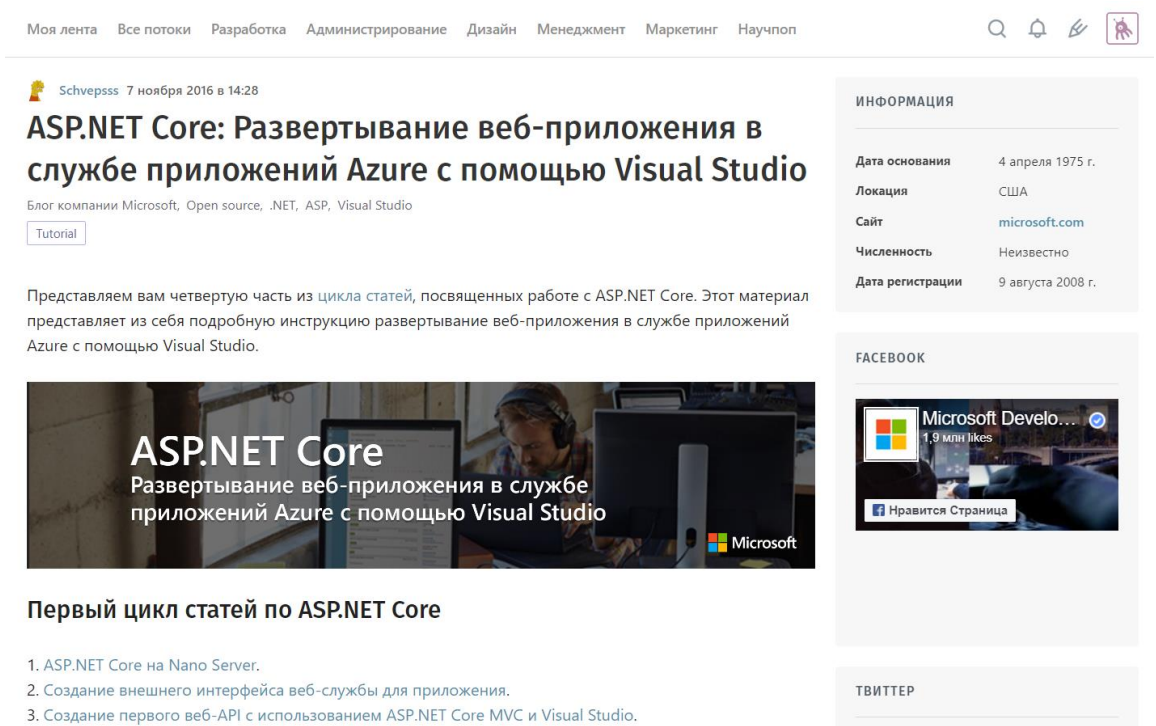 Моя лента Все потоки Разработка Администрирование Дизайн Менеджмент Маркетинг Научпоп
Schvepsss 7 ноября 2016 в 14:28
ASP.NET Core: Развертывание веб-приложения в
службе приложений Azure с помощью Visual Studio
Блог компании Microsoft, Open source, .NET, ASP, Visual Studio
Tutorial
Представляем вам четвертую часть из цикла статей, посвященных работе с ASP.NET Core. Этот материал
представляет из себя подробную инструкцию развертывание веб-приложения в службе приложений
Azure с помощью Visual Studio.
ASP.NET Core
Развертывание веб-приложения в службе
приложений Azure с помощью Visual Studio
Microsoft
Первый цикл статей по ASP.NET Core
1. ASP.NET Core на Nano Server.
2. Создание внешнего интерфейса веб-службы для приложения.
3. Создание первого веб-API с использованием ASP.NET Core MVC и Visual Studio.
ИНФОРМАЦИЯ
Дата основания 4 апреля 1975 г.
Локация США
Сайт microsoft.com
Численность Неизвестно
Дата регистрации 9 августа 2008 г.
FACEBOOK
Microsoft Develo...
1,9 млн likes
Нравится Страница
ТВИТТЕР